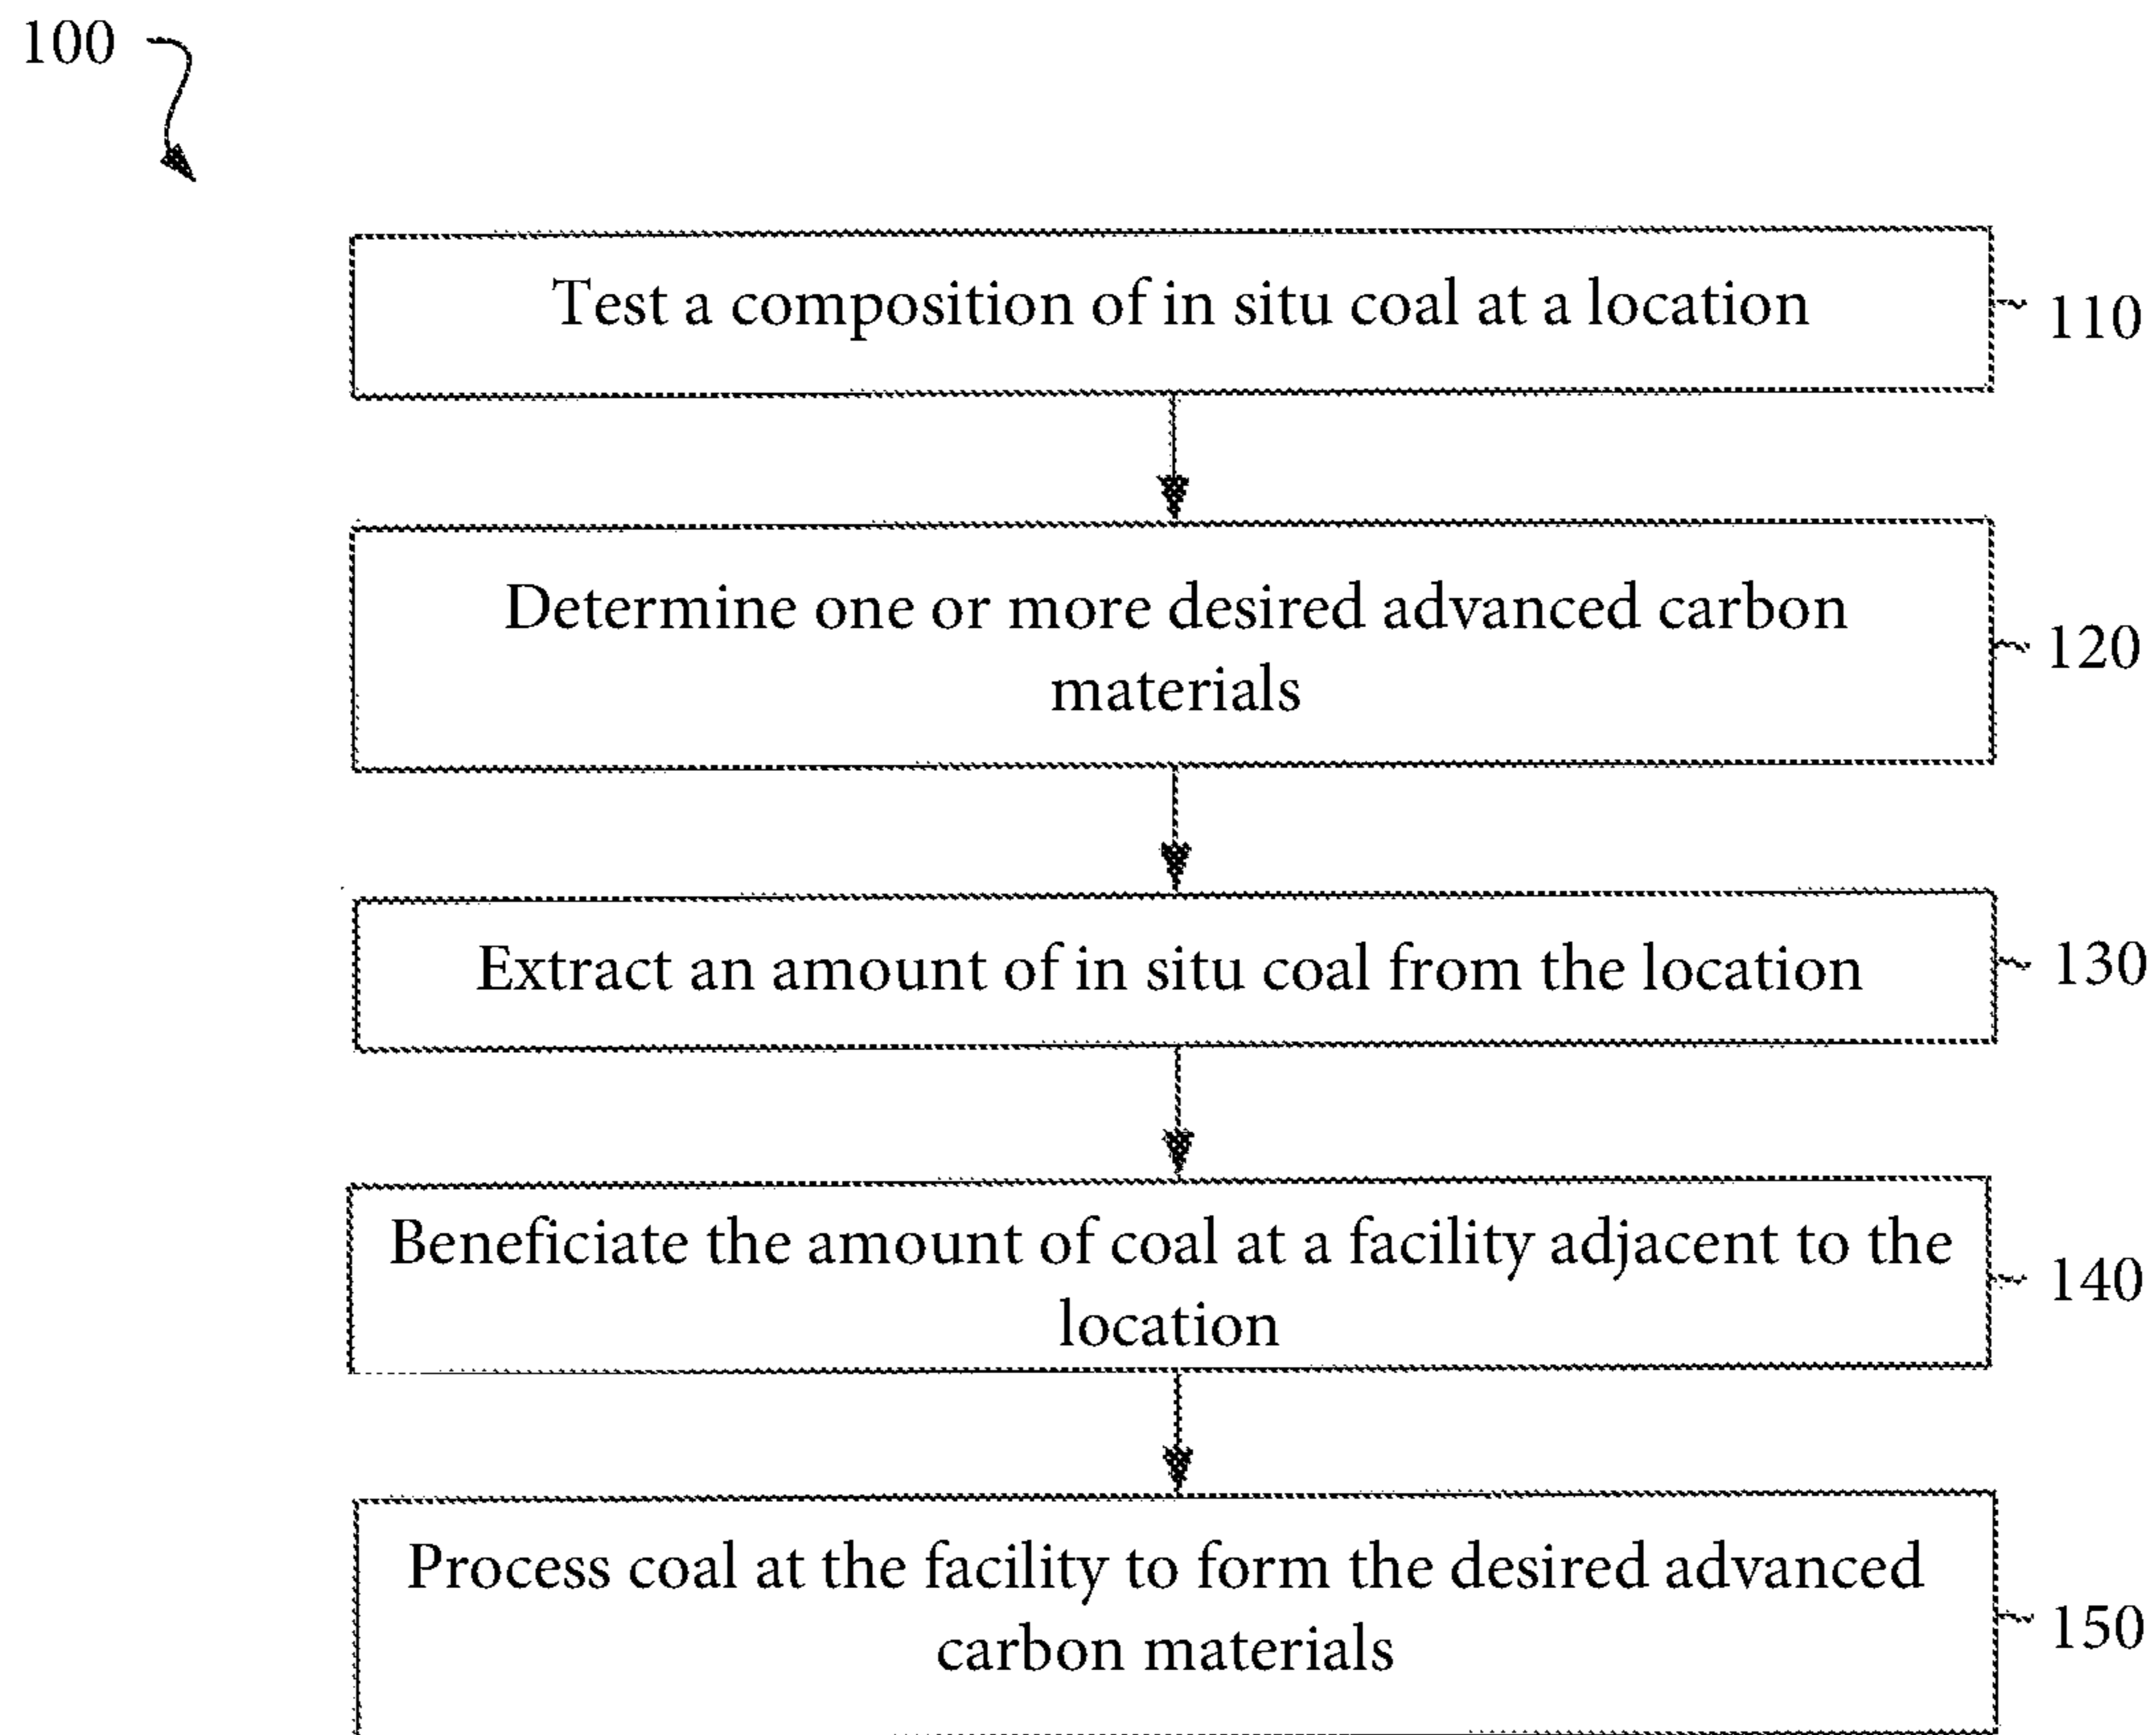 100
Test a composition of in situ coal at a location
110
Determine one or more desired advanced carbon
materials
120
Extract an amount of in situ coal from the location
130
Beneficiate the amount of coal at a facility adjacent to the
location
140
Process coal at the facility to form the desired advanced
carbon materials
150